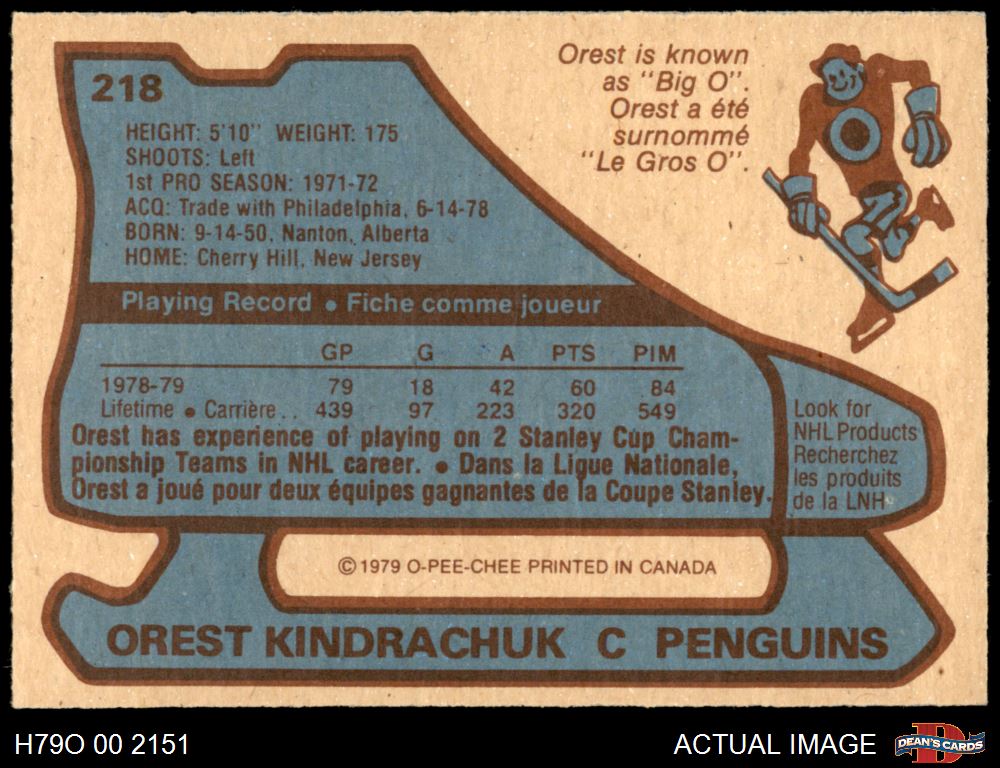 218
Orest is known
as "Big O".
Orest a été
surnommé
"Le Gros O".
HEIGHT: 5'10" WEIGHT: 175
SHOOTS: Left
1st PRO SEASON: 1971-72
ACQ: Trade with Philadelphia, 6-14-78
BORN: 9-14-50, Nanton, Alberta
HOME: Cherry Hill, New Jersey
Playing Record • Fiche comme joueur
GP G A PTS PIM
1978-79 79 18 42 60 84
Lifetime • Carrière . . 439 97 223 320 549
Orest has experience of playing on 2 Stanley Cup Cham-
pionship Teams in NHL career. • Dans la Ligue Nationale,
Orest a joué pour deux équipes gagnantes de la Coupe Stanley.
Look for
NHL Products
Recherchez
les produits
de la LNH
©1979 O-PEE-CHEE PRINTED IN CANADA
OREST KINDRACHUK C PENGUINS
H79O 00 2151
ACTUAL IMAGE
DEAN'S CARDS